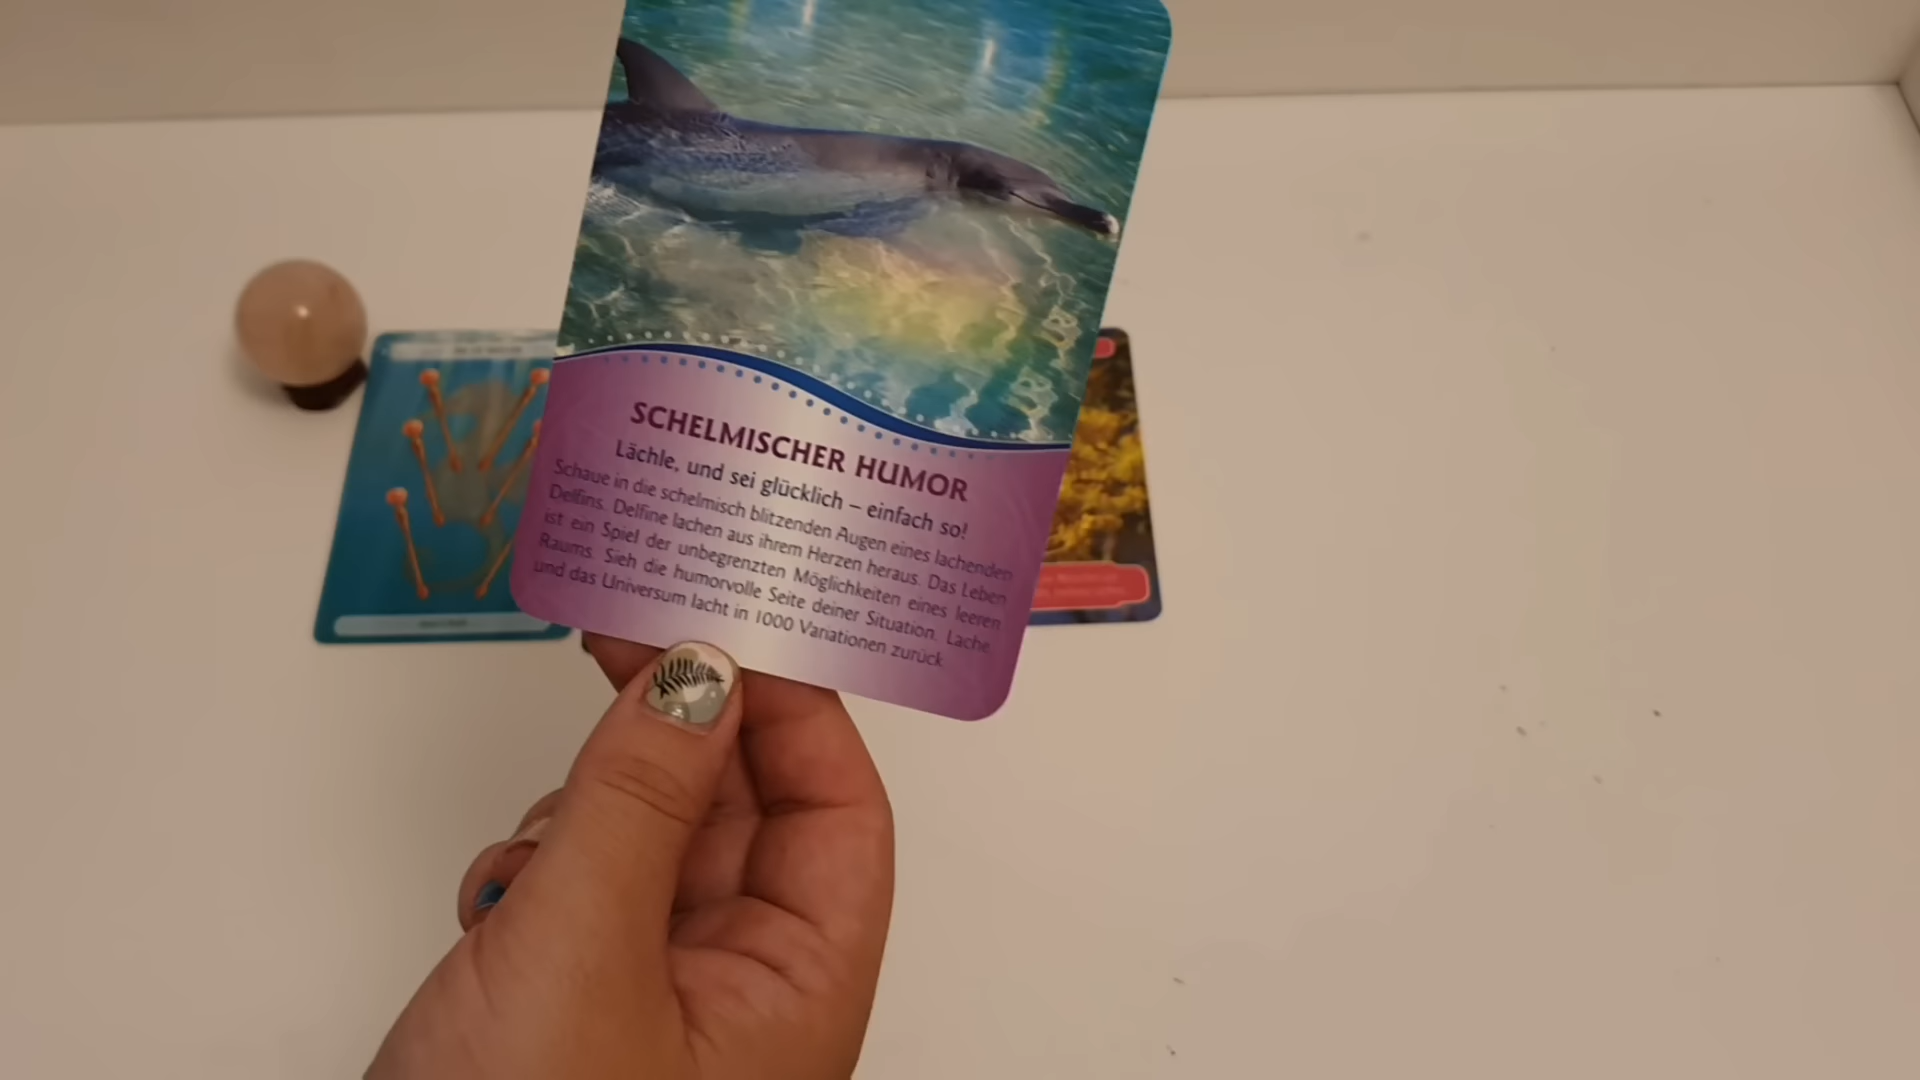 SCHELMISCHER HUMOR
Lächle, und sei glücklich – einfach so!
Schaue in die schelmisch blitzenden Augen eines lachenden
Delfins. Delfine lachen aus ihrem Herzen heraus. Das Leben
ist ein Spiel der unbegrenzten Möglichkeiten eines leeren
Raums. Sieh die humorvolle Seite deiner Situation. Lache,
und das Universum lacht in 1000 Variationen zurück.